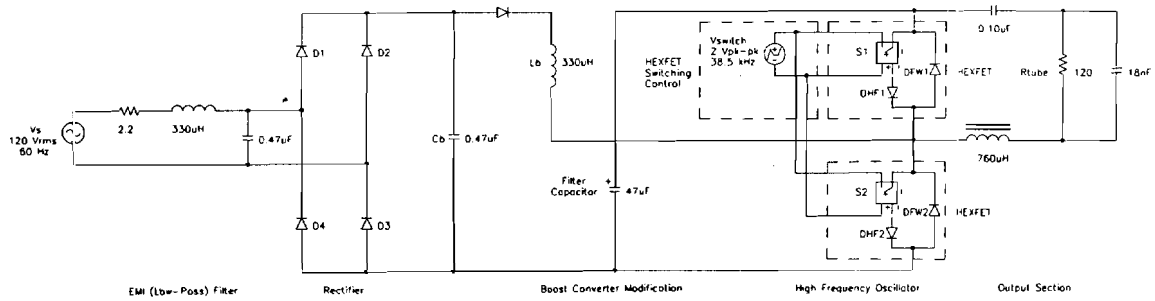 D1
D2
Vs
120 Vrms
60 Hz
2.2
330uH
0.47uF
D4
D3
EMI (Low-Pass) Filter
Rectifier
Cb
0.47uF
Lb
330uH
Filter
Capacitor
+
47uF
Boost Converter Modification
HEXFET
Switching
Control
Vswitch
2 Vpk-pk
38.5 kHz
S1
DFW1
HEXFET
DHF1
S2
DFW2
HEXFET
DHF2
High Frequency Oscillator
0.10uF
Rtube
120
18nF
760uH
Output Section